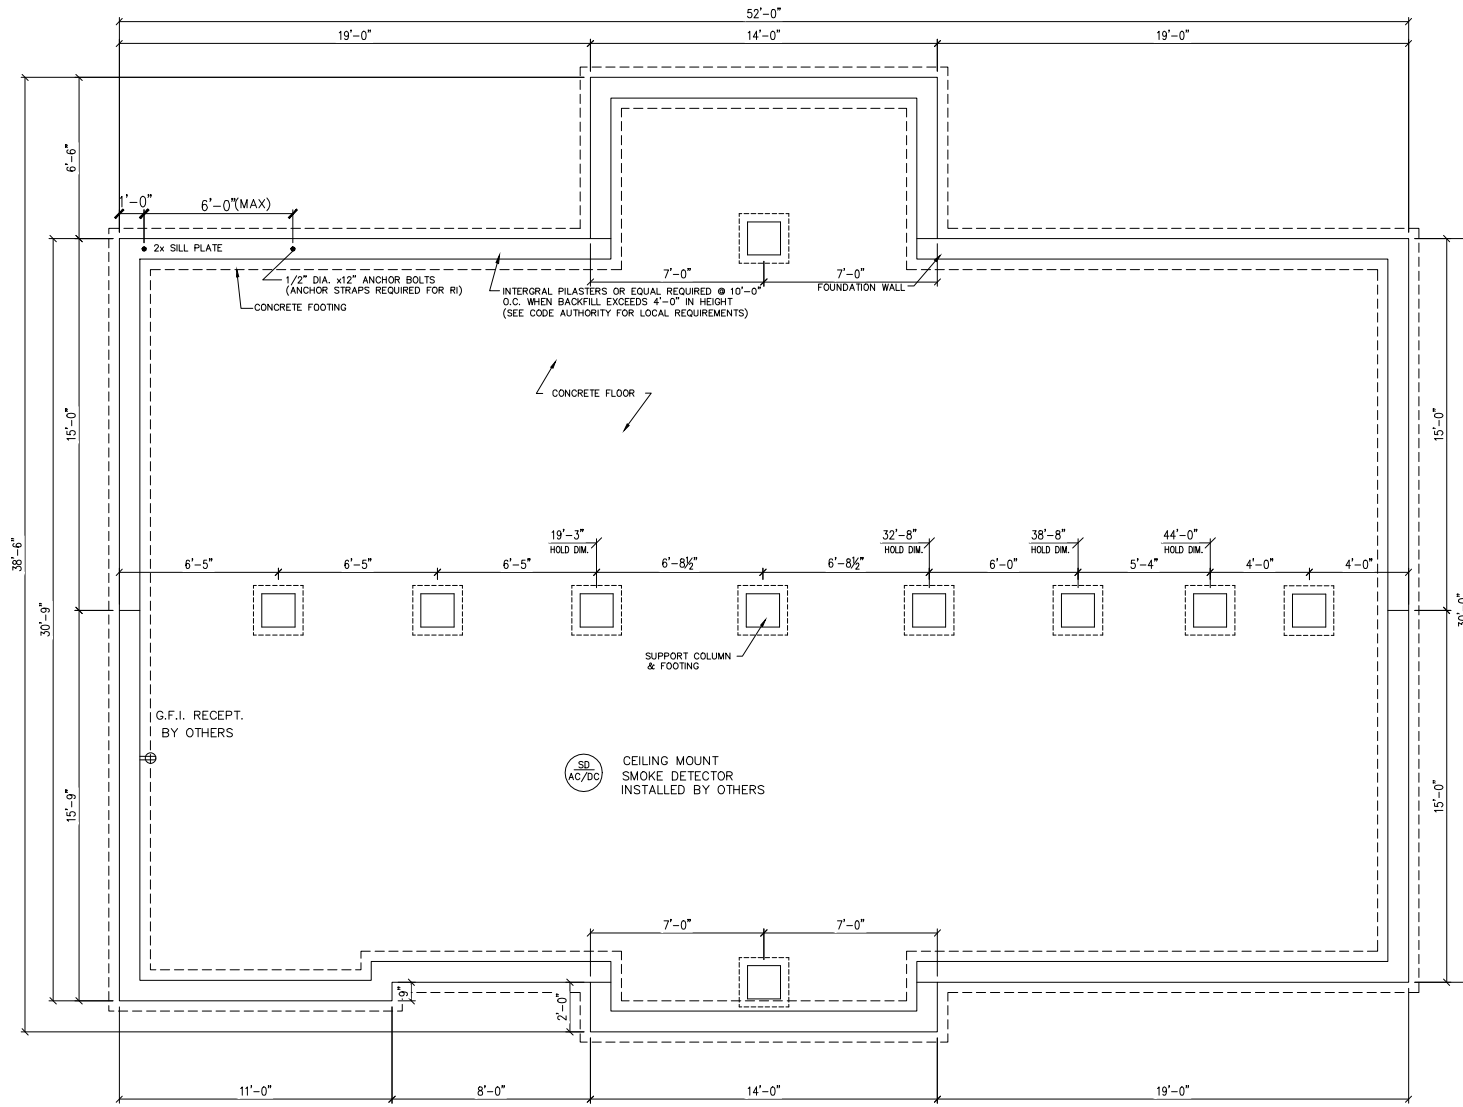 52'-0"
19'-0"
14'-0"
19'-0"
6'-6"
1'-0"
6'-0"(MAX)
2x SILL PLATE
1/2" DIA. x12" ANCHOR BOLTS
(ANCHOR STRAPS REQUIRED FOR RI)
CONCRETE FOOTING
INTERGRAL PILASTERS OR EQUAL REQUIRED @ 10'-0"
O.C. WHEN BACKFILL EXCEEDS 4'-0" IN HEIGHT
(SEE CODE AUTHORITY FOR LOCAL REQUIREMENTS)
7'-0"
7'-0"
FOUNDATION WALL
CONCRETE FLOOR
15'-0"
15'-0"
38'-6"
30'-9"
30'-0"
19'-3"
HOLD DIM.
32'-8"
HOLD DIM.
38'-8"
HOLD DIM.
44'-0"
HOLD DIM.
6'-5"
6'-5"
6'-5"
6'-8½"
6'-8½"
6'-0"
5'-4"
4'-0"
4'-0"
SUPPORT COLUMN
& FOOTING
G.F.I. RECEPT.
BY OTHERS
SD
AC/DC
CEILING MOUNT
SMOKE DETECTOR
INSTALLED BY OTHERS
15'-9"
15'-0"
7'-0"
7'-0"
9"
2'-0"
11'-0"
8'-0"
14'-0"
19'-0"